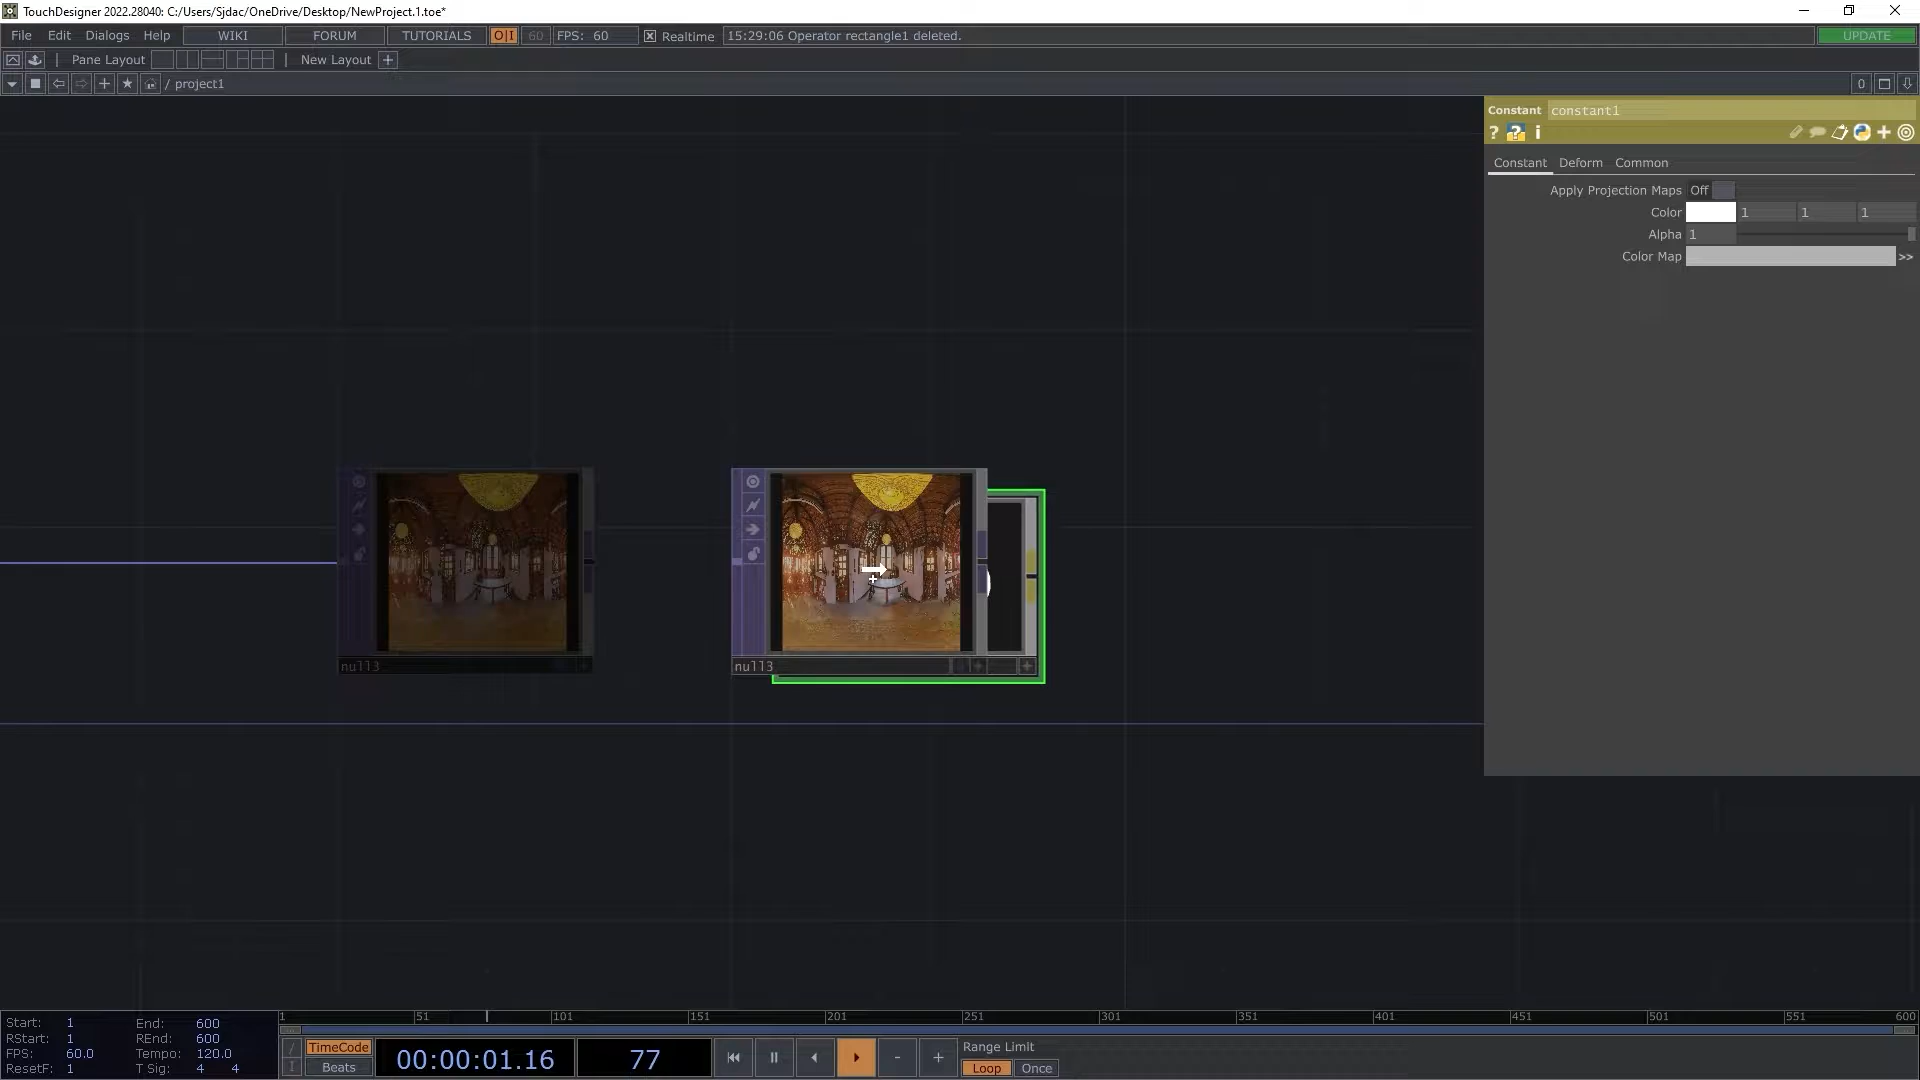 TouchDesigner 2022.28040: C:/Users/Sjdac/OneDrive/Desktop/NewProject.1.toe*
File Edit Dialogs Help WIKI FORUM TUTORIALS O|I 60 FPS: 60 Realtime 15:29:06 Operator rectangle1 deleted. UPDATE
Pane Layout New Layout +
/ project1 0
Constant constant1
? ? i
Constant Deform Common
Apply Projection Maps Off
Color 1 1 1
Alpha 1
Color Map >>
null3
null3
1 51 101 151 201 251 301 351 401 451 501 551 600
Start: 1 End: 600
RStart: 1 REnd: 600
FPS: 60.0 Tempo: 120.0
ResetF: 1 T Sig: 4 4
TimeCode
Beats
00:00:01.16 77
- +
Range Limit
Loop Once